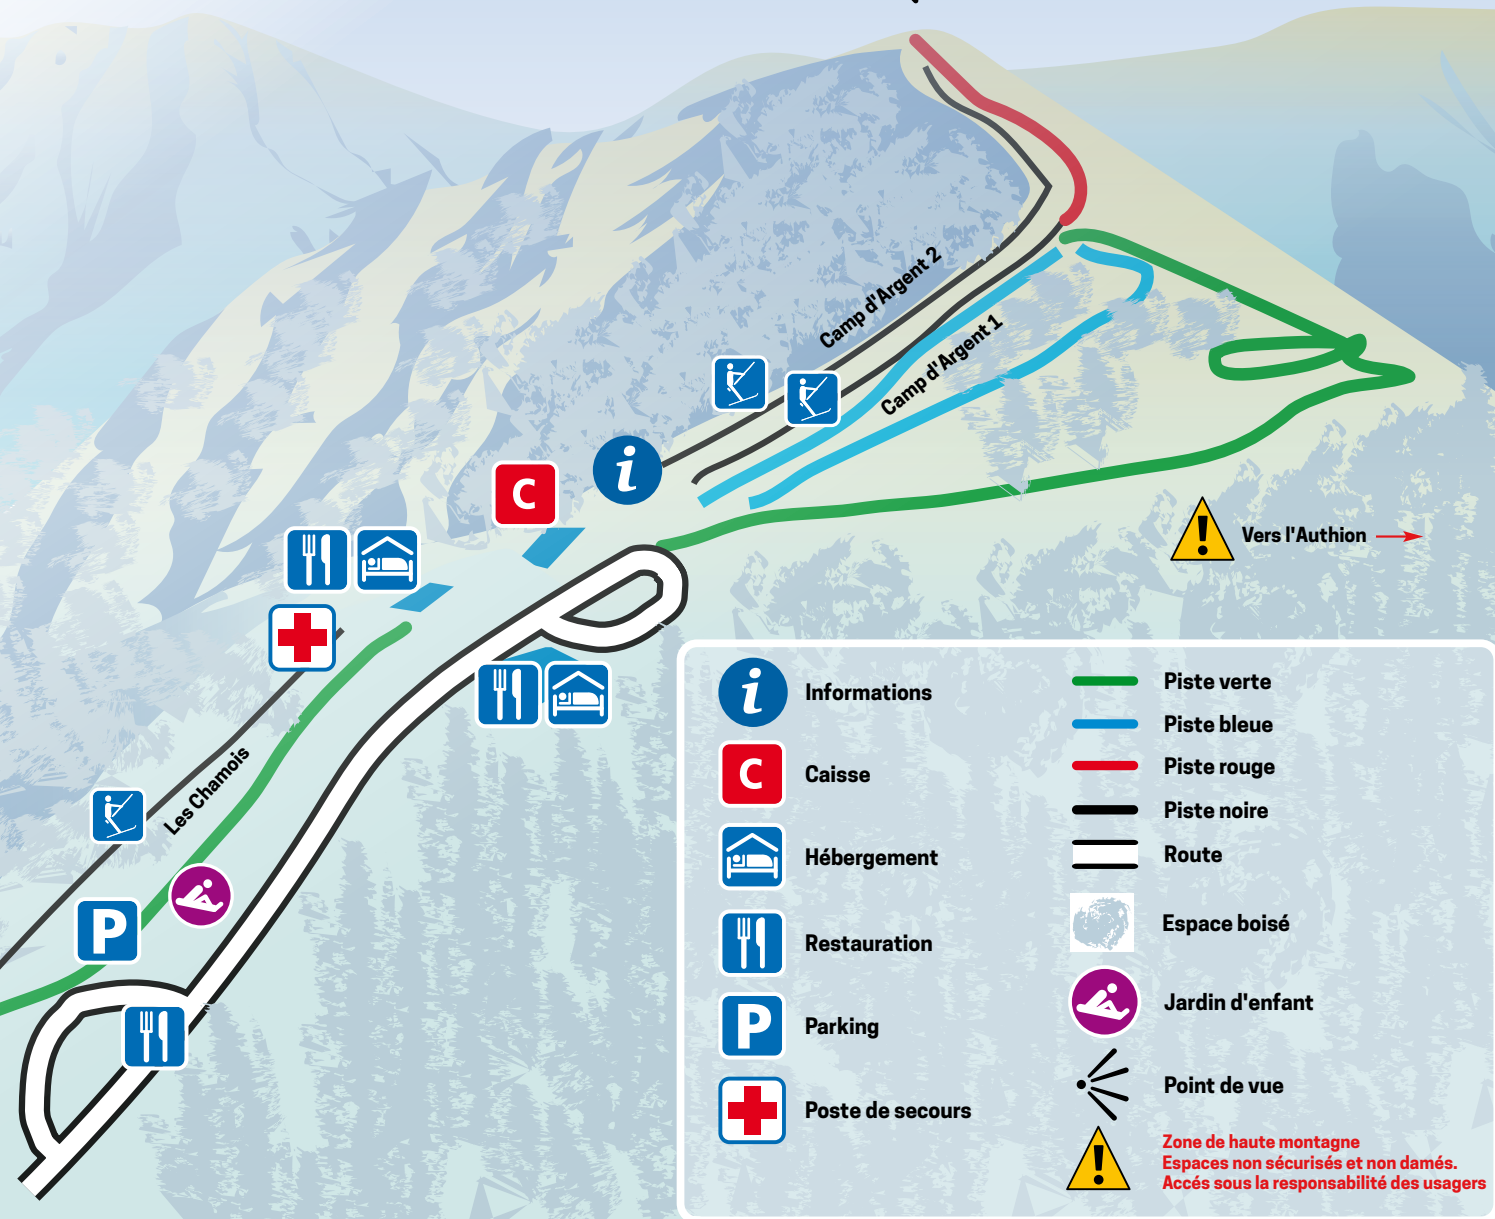 Camp d'Argent 2
Camp d'Argent 1
i
C
Vers l'Authion
Les Chamois
P
i
Informations
C
Caisse
Hébergement
Restauration
P
Parking
Poste de secours
Piste verte
Piste bleue
Piste rouge
Piste noire
Route
Espace boisé
Jardin d'enfant
Point de vue
Zone de haute montagne
Espaces non sécurisés et non damés.
Accés sous la responsabilité des usagers